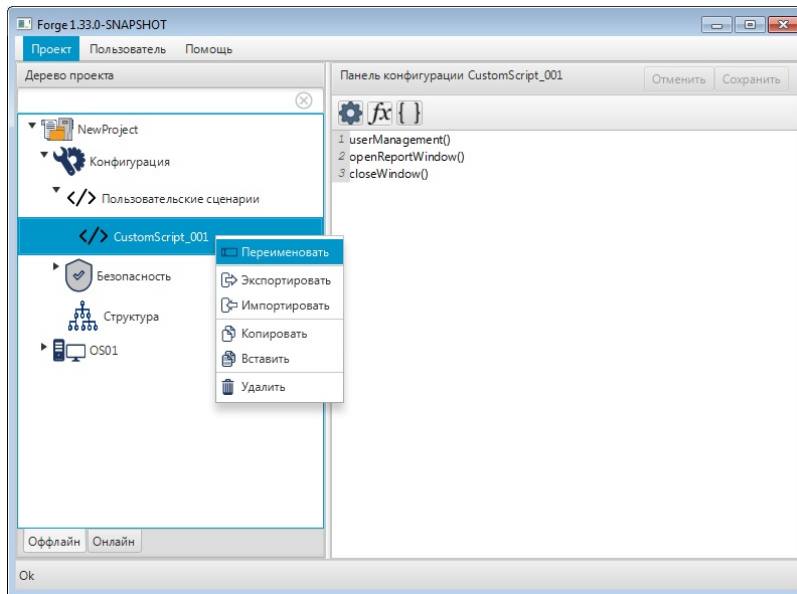 Forge 1.33.0-SNAPSHOT
Проект Пользователь Помощь
Дерево проекта
NewProject
Конфигурация
Пользовательские сценарии
CustomScript_001
Безопасность
Структура
OS01
Переименовать
Экспортировать
Импортировать
Копировать
Вставить
Удалить
Оффлайн Онлайн
Панель конфигурации CustomScript_001 Отменить Сохранить
fx { }
1 userManagement()
2 openReportWindow()
3 closeWindow()
Ok